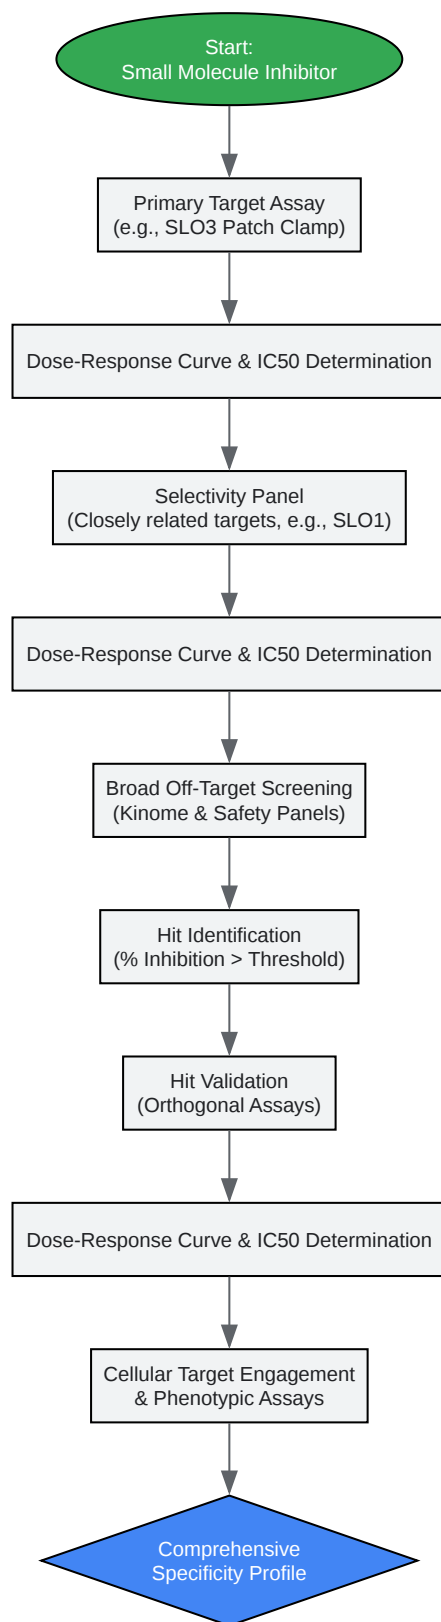 Start:
Small Molecule Inhibitor
Primary Target Assay
(e.g., SLO3 Patch Clamp)
Dose-Response Curve & IC50 Determination
Selectivity Panel
(Closely related targets, e.g., SLO1)
Dose-Response Curve & IC50 Determination
Broad Off-Target Screening
(Kinome & Safety Panels)
Hit Identification
(% Inhibition > Threshold)
Hit Validation
(Orthogonal Assays)
Dose-Response Curve & IC50 Determination
Cellular Target Engagement
& Phenotypic Assays
Comprehensive
Specificity Profile